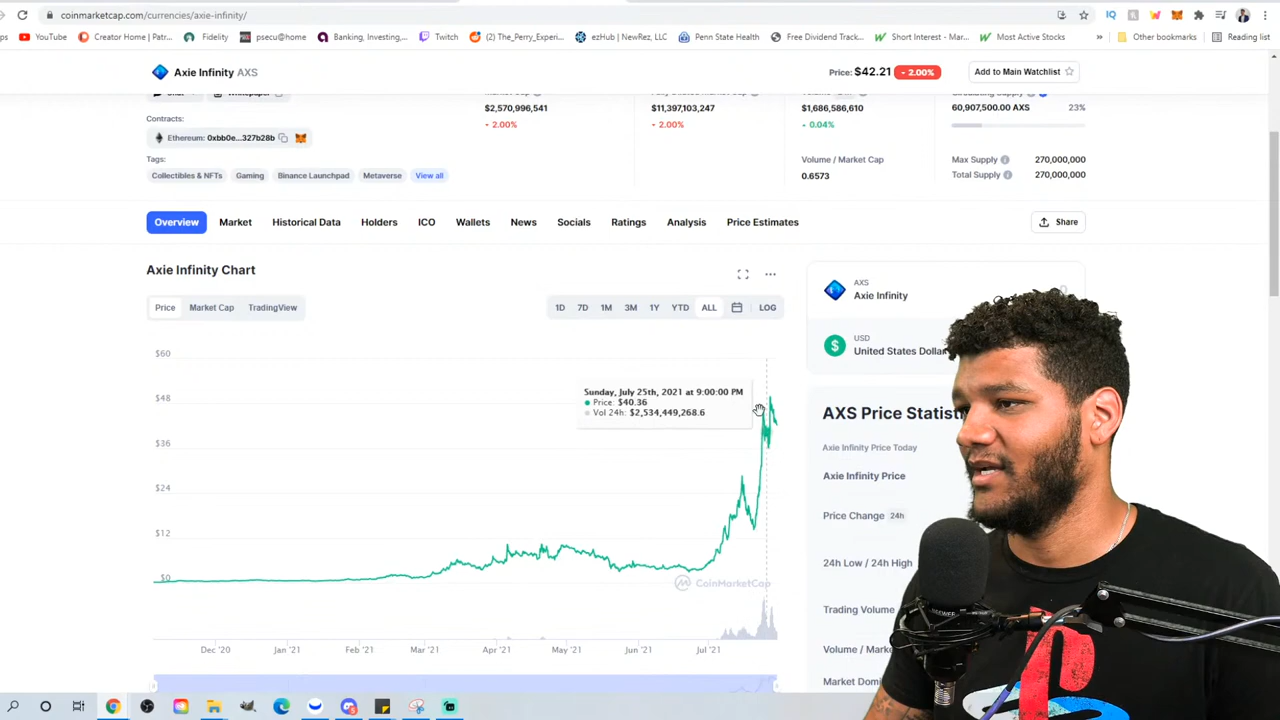 coinmarketcap.com/currencies/axie-infinity/
YouTube Creator Home | Patr... Fidelity psecu@home Banking, Investing,... Twitch (2) The_Perry_Experi... ezHub | NewRez, LLC Penn State Health Free Dividend Track... Short Interest - Mar... Most Active Stocks » Other bookmarks Reading list
Axie Infinity AXS Price: $42.21 - 2.00% Add to Main Watchlist
$2,570,996,541 $11,397,103,247 $1,686,586,610 60,907,500.00 AXS 23%
- 2.00% - 2.00% - 0.04%
Contracts:
Ethereum: 0xbb0e...327b28b
Tags:
Collectibles & NFTs Gaming Binance Launchpad Metaverse View all
Volume / Market Cap
0.6573
Max Supply 270,000,000
Total Supply 270,000,000
Overview Market Historical Data Holders ICO Wallets News Socials Ratings Analysis Price Estimates Share
Axie Infinity Chart
Price Market Cap TradingView 1D 7D 1M 3M 1Y YTD ALL LOG
$60
$48
$36
$24
$12
$0
Sunday, July 25th, 2021 at 9:00:00 PM
Price: $40.36
Vol 24h: $2,534,449,268.6
CoinMarketCap
Dec '21 Jan '21 Feb '21 Mar '21 Apr '21 May '21 Jun '21 Jul '21
AXS
Axie Infinity
USD
United States Dollar
AXS Price
Axie Infinity Price Today
Axie Infinity Price
Price Change 24h
24h Low / 24h High
Trading Volume
Volume /
NEEWER